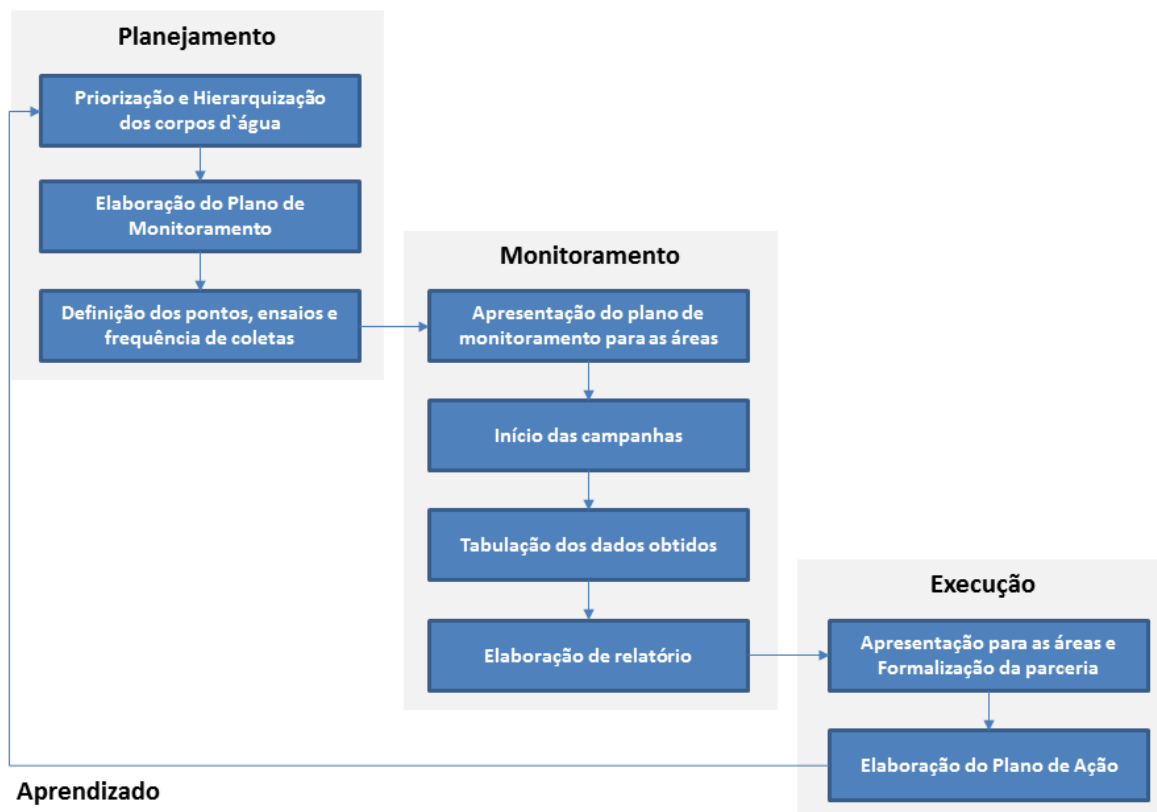 Planejamento
Priorização e Hierarquização
dos corpos d`água
Elaboração do Plano de
Monitoramento
Definição dos pontos, ensaios e
frequência de coletas
Monitoramento
Apresentação do plano de
monitoramento para as áreas
Início das campanhas
Tabulação dos dados obtidos
Elaboração de relatório
Execução
Apresentação para as áreas e
Formalização da parceria
Elaboração do Plano de Ação
Aprendizado